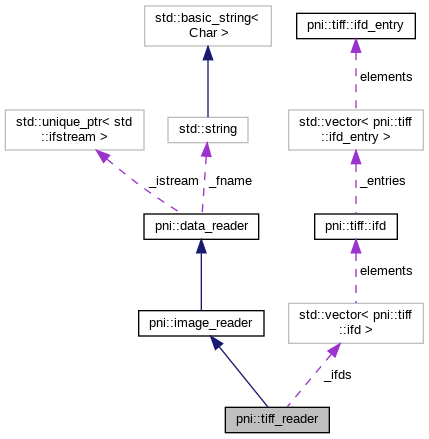 std::basic_string<
Char >
pni::tiff::ifd_entry
elements
std::unique_ptr< std
::ifstream >
std::string
std::vector< pni::tiff
::ifd_entry >
_istream
_fname
_entries
pni::data_reader
pni::tiff::ifd
elements
pni::image_reader
std::vector< pni::tiff
::ifd >
_ifds
pni::tiff_reader